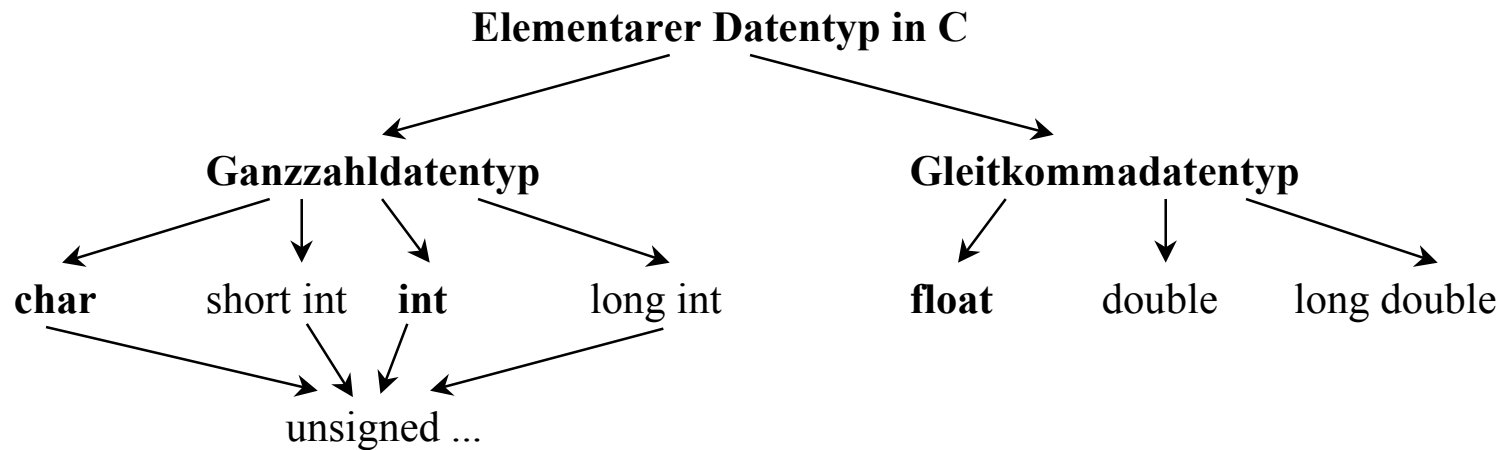 Elementarer Datentyp in C
Ganzzahldatentyp Gleitkommadatentyp
char short int int long int float double long double
unsigned ...